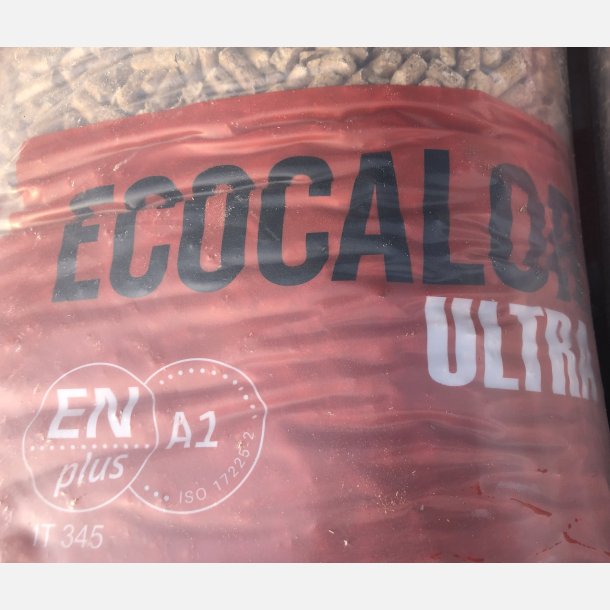 ECOCALOR
ULTRA
EN
plus
A1
ISO 17225-2
IT 345